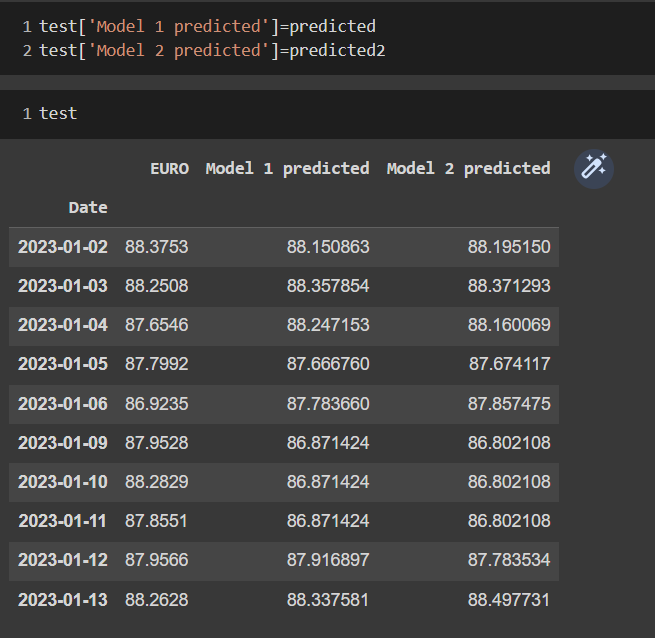 1 test['Model 1 predicted']=predicted
2 test['Model 2 predicted']=predicted2
1 test
EURO Model 1 predicted Model 2 predicted
Date
2023-01-02 88.3753 88.150863 88.195150
2023-01-03 88.2508 88.357854 88.371293
2023-01-04 87.6546 88.247153 88.160069
2023-01-05 87.7992 87.666760 87.674117
2023-01-06 86.9235 87.783660 87.857475
2023-01-09 87.9528 86.871424 86.802108
2023-01-10 88.2829 86.871424 86.802108
2023-01-11 87.8551 86.871424 86.802108
2023-01-12 87.9566 87.916897 87.783534
2023-01-13 88.2628 88.337581 88.497731